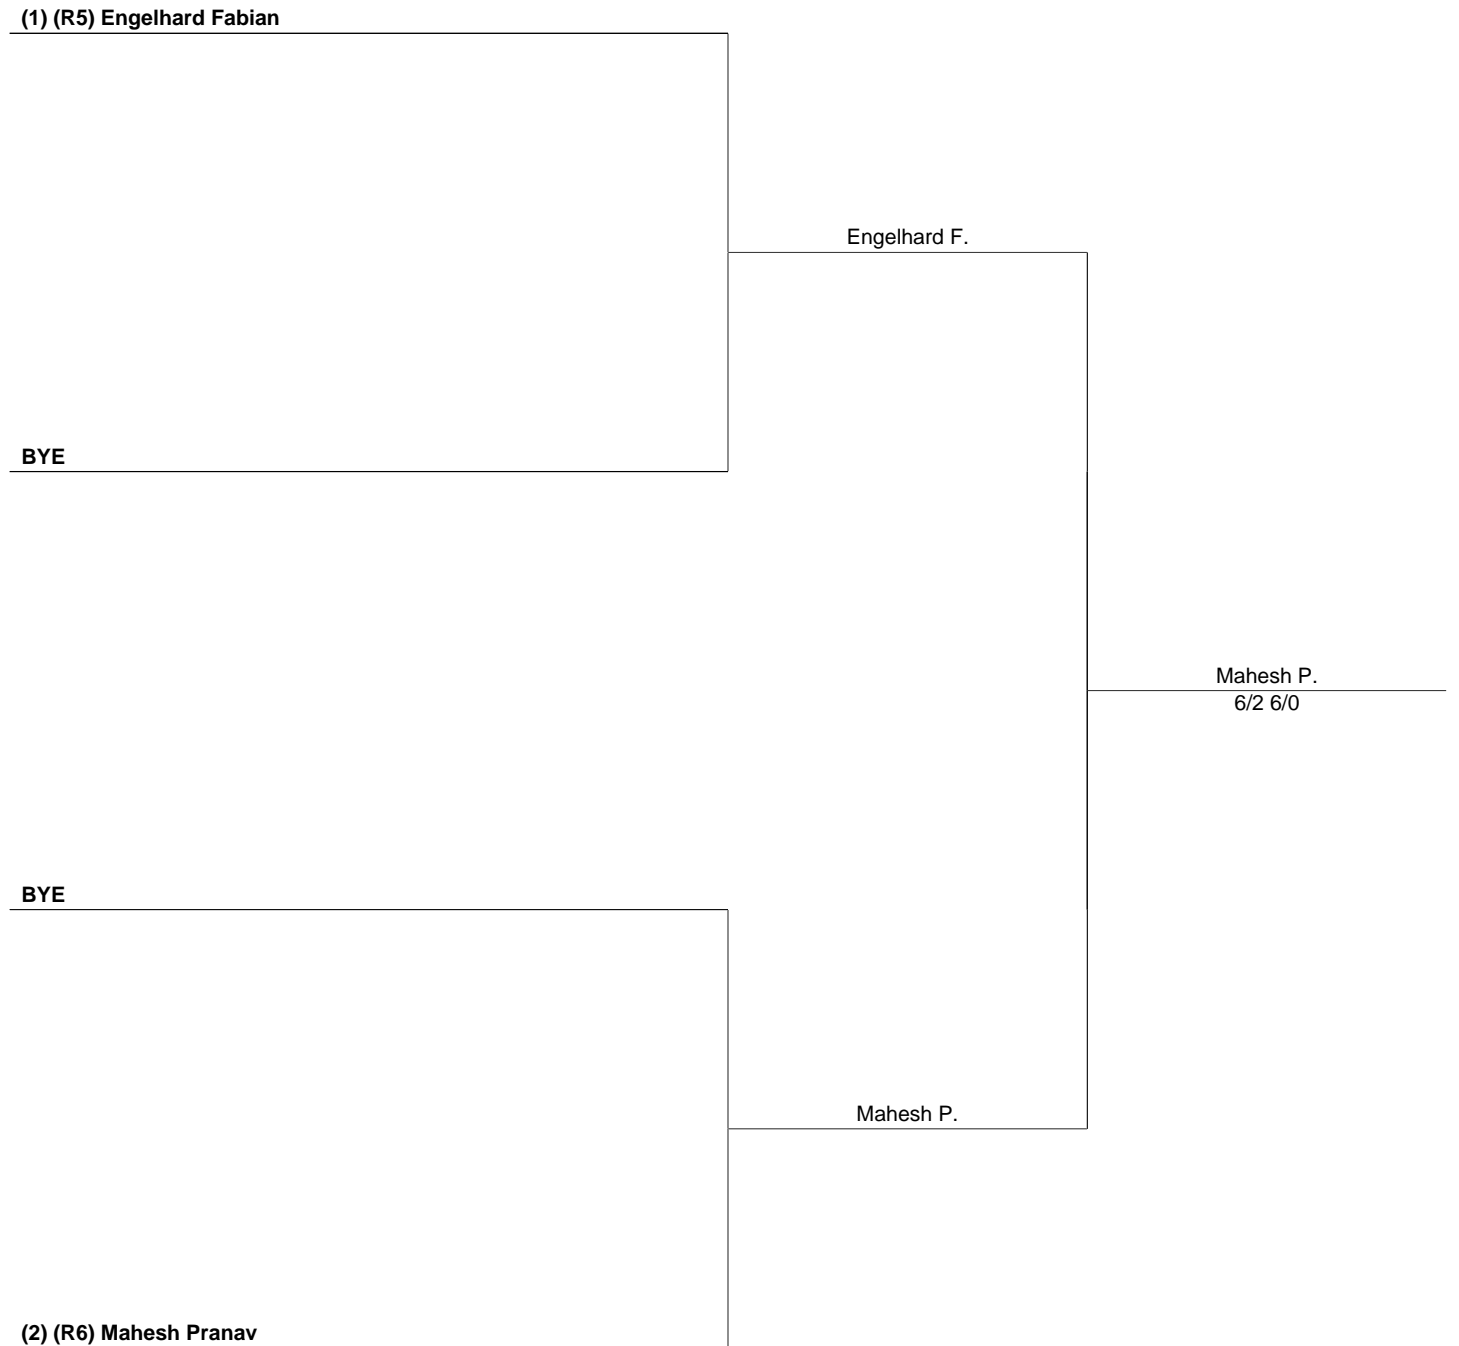 (1) (R5) Engelhard Fabian
Engelhard F.
BYE
Mahesh P.
6/2 6/0
BYE
Mahesh P.
(2) (R6) Mahesh Pranav